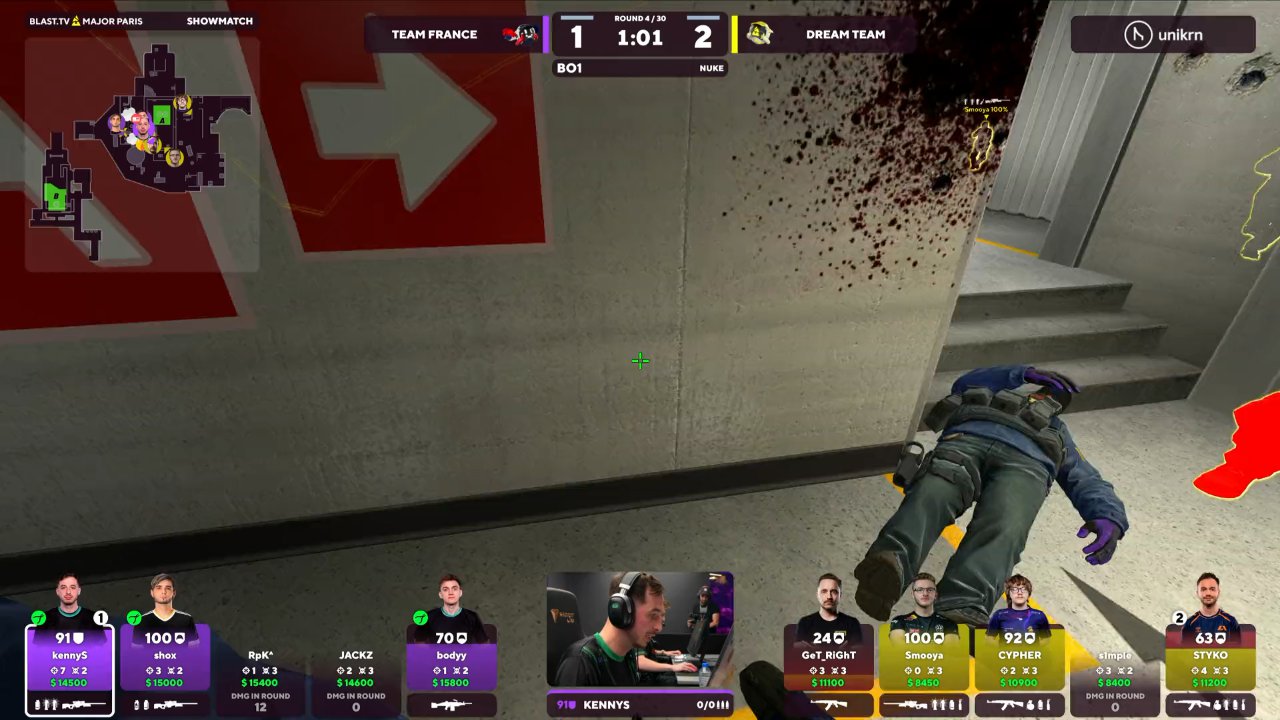 BLAST.TV MAJOR PARIS
SHOWMATCH
TEAM FRANCE
1
ROUND 4 / 30
1:01
2
DREAM TEAM
unikrn
BO1
NUKE
Smooya 100%
91
kennyS
7 2
$14500
1
100
shox
3 2
$15000
RpK^
1 3
$15400
DMG IN ROUND
12
JACKZ
2 3
$14600
DMG IN ROUND
0
70
bodyy
1 2
$15800
91 KENNYS
0/0
24
GeT_RiGhT
3 3
$11100
100
Smooya
0 3
$8450
92
CYPHER
2 3
$10900
s1mple
3 2
$8400
DMG IN ROUND
0
2
63
STYKO
4 3
$11200